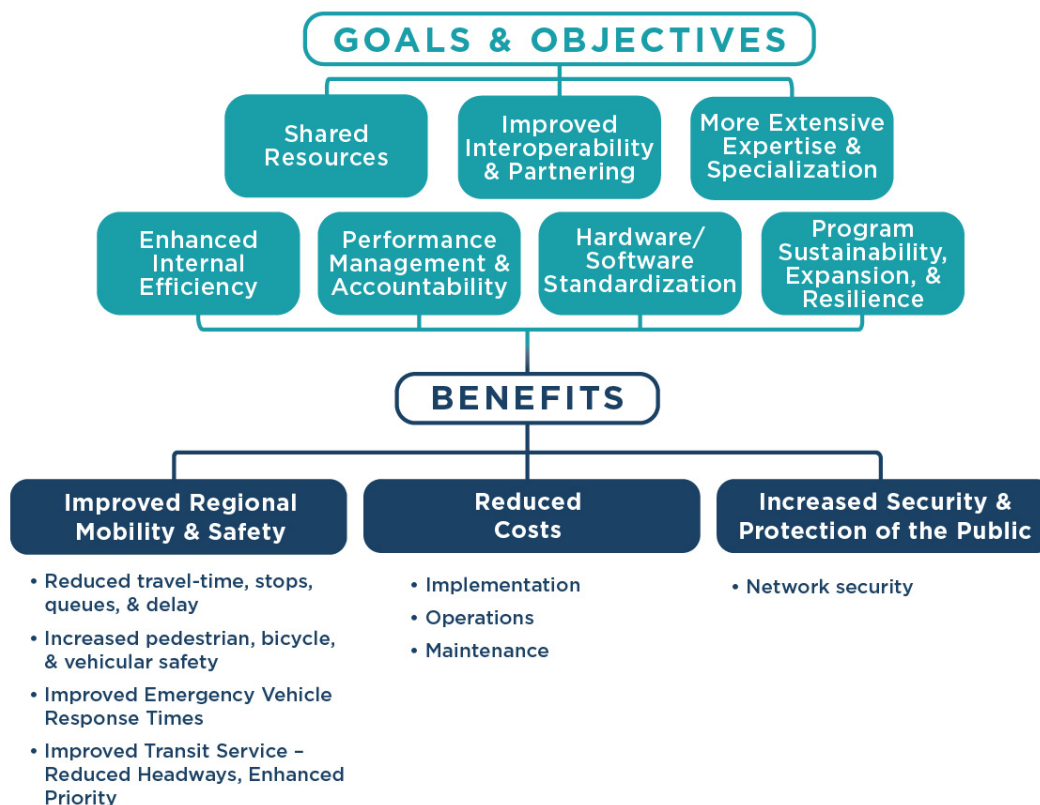 GOALS & OBJECTIVES
Shared
Resources
Improved
Interoperability
& Partnering
More Extensive
Expertise &
Specialization
Enhanced
Internal
Efficiency
Performance
Management &
Accountability
Hardware/
Software
Standardization
Program
Sustainability,
Expansion, &
Resilience
BENEFITS
Improved Regional
Mobility & Safety
• Reduced travel-time, stops,
queues, & delay
• Increased pedestrian, bicycle,
& vehicular safety
• Improved Emergency Vehicle
Response Times
• Improved Transit Service –
Reduced Headways, Enhanced
Priority
Reduced
Costs
• Implementation
• Operations
• Maintenance
Increased Security &
Protection of the Public
• Network security